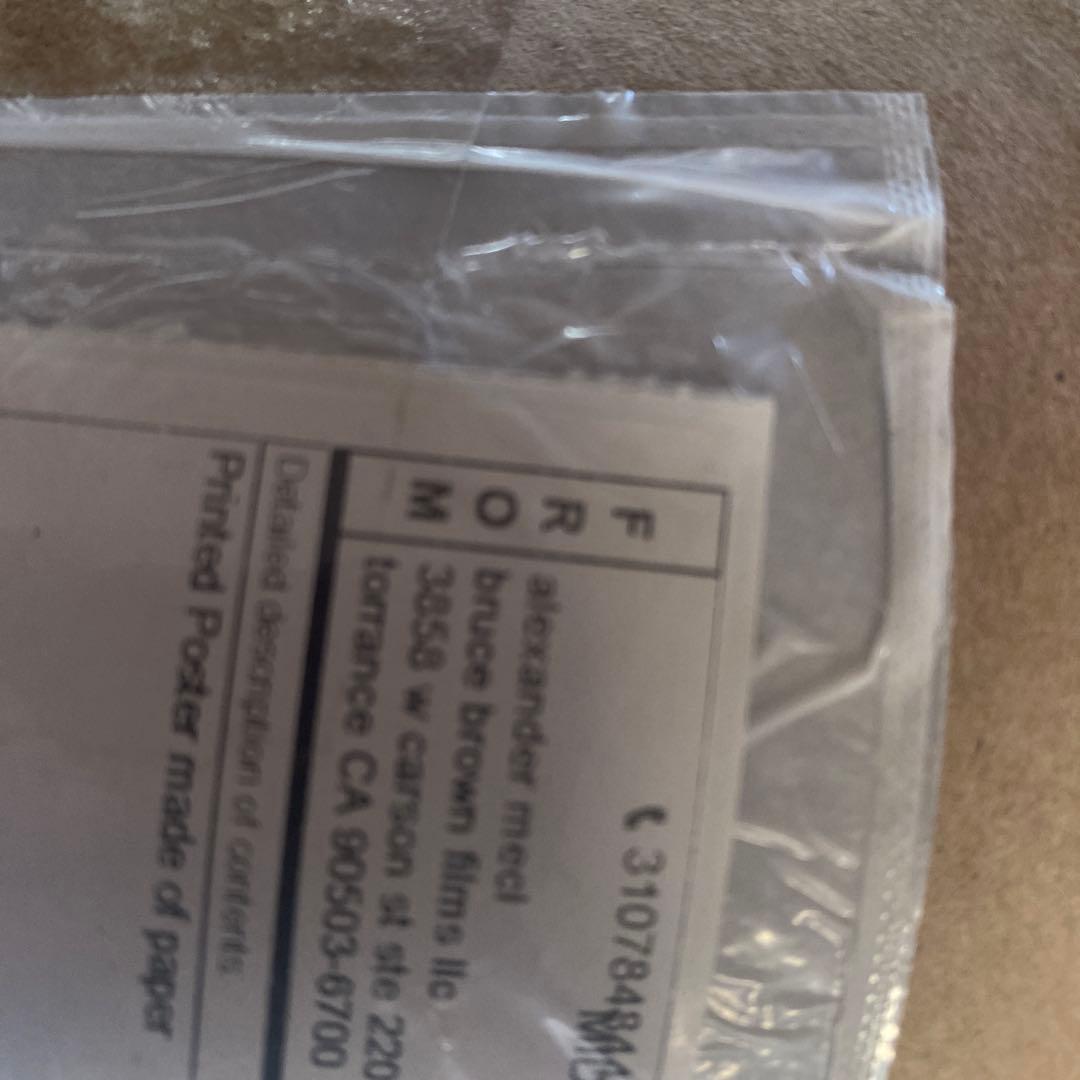 F
R
O
M
310784
alexander mecl
bruce brown films llc
3858 w carson st ste 220
torrance CA 90503-6700
Detailed description of contents
Printed Poster made of paper